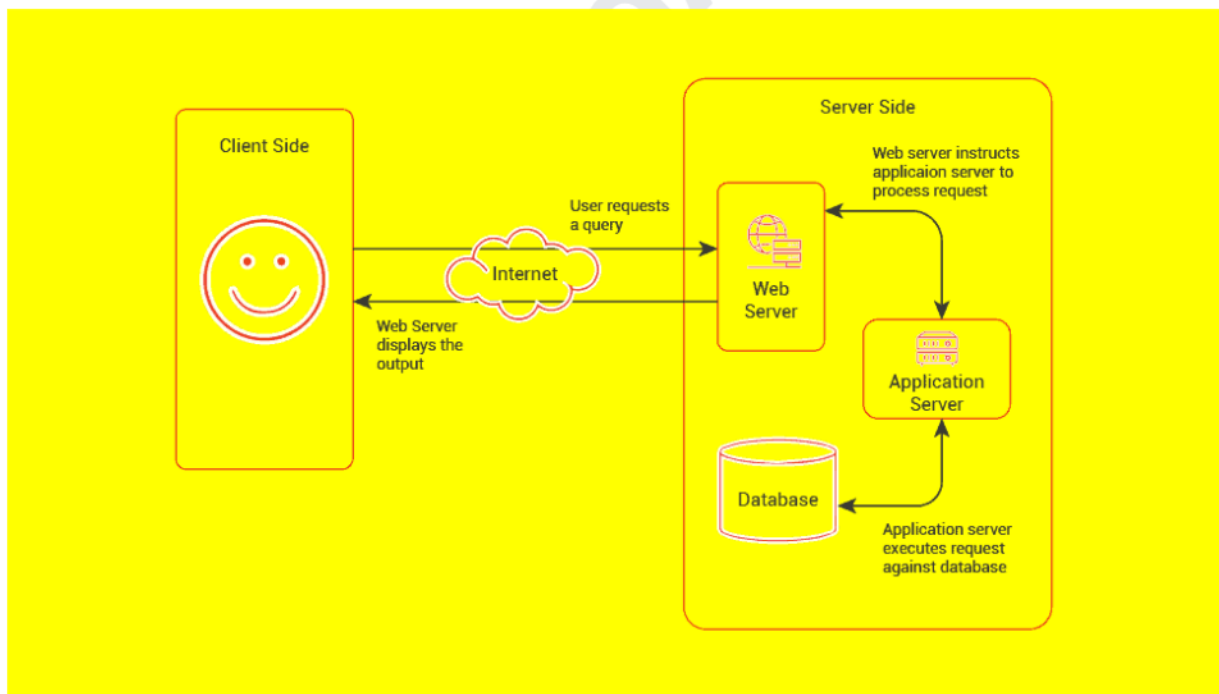 Client Side
User requests
a query
Internet
Web Server
displays the
output
Server Side
Web server instructs
applicaion server to
process request
Web
Server
Application
Server
Database
Application server
executes request
against database